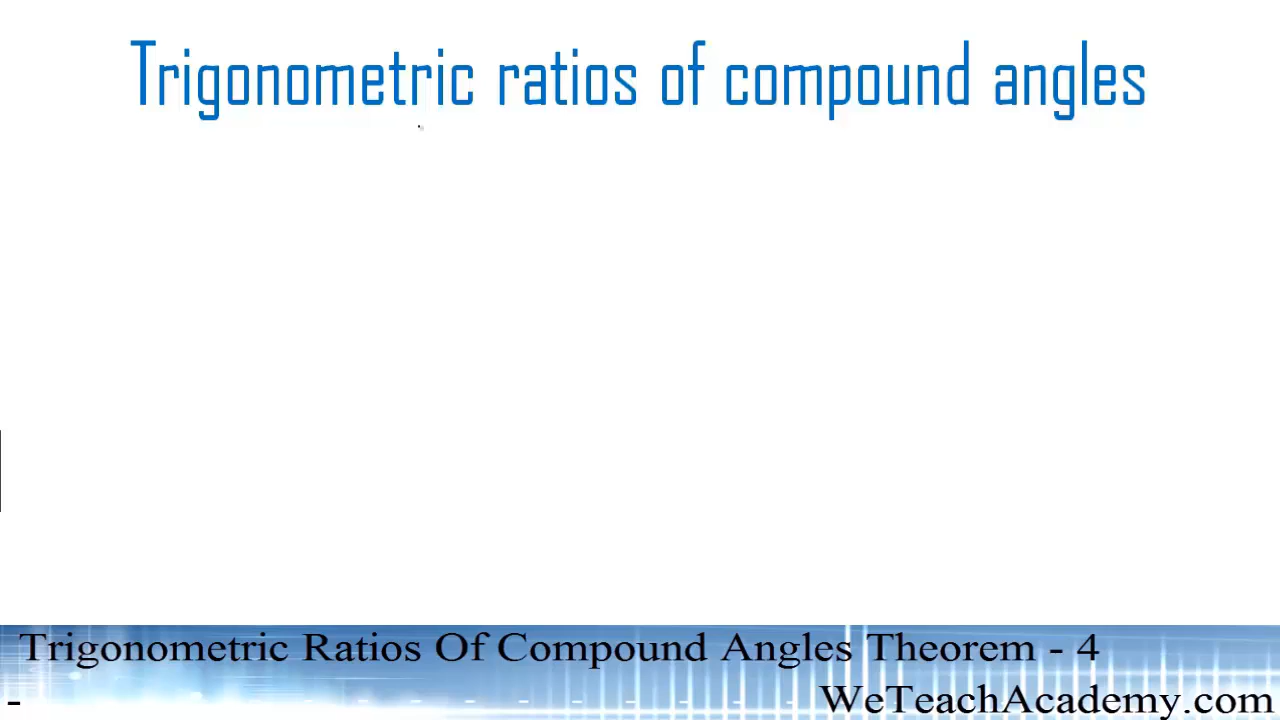 Trigonometric ratios of compound angles
Trigonometric Ratios Of Compound Angles Theorem - 4
-
WeTeachAcademy.com